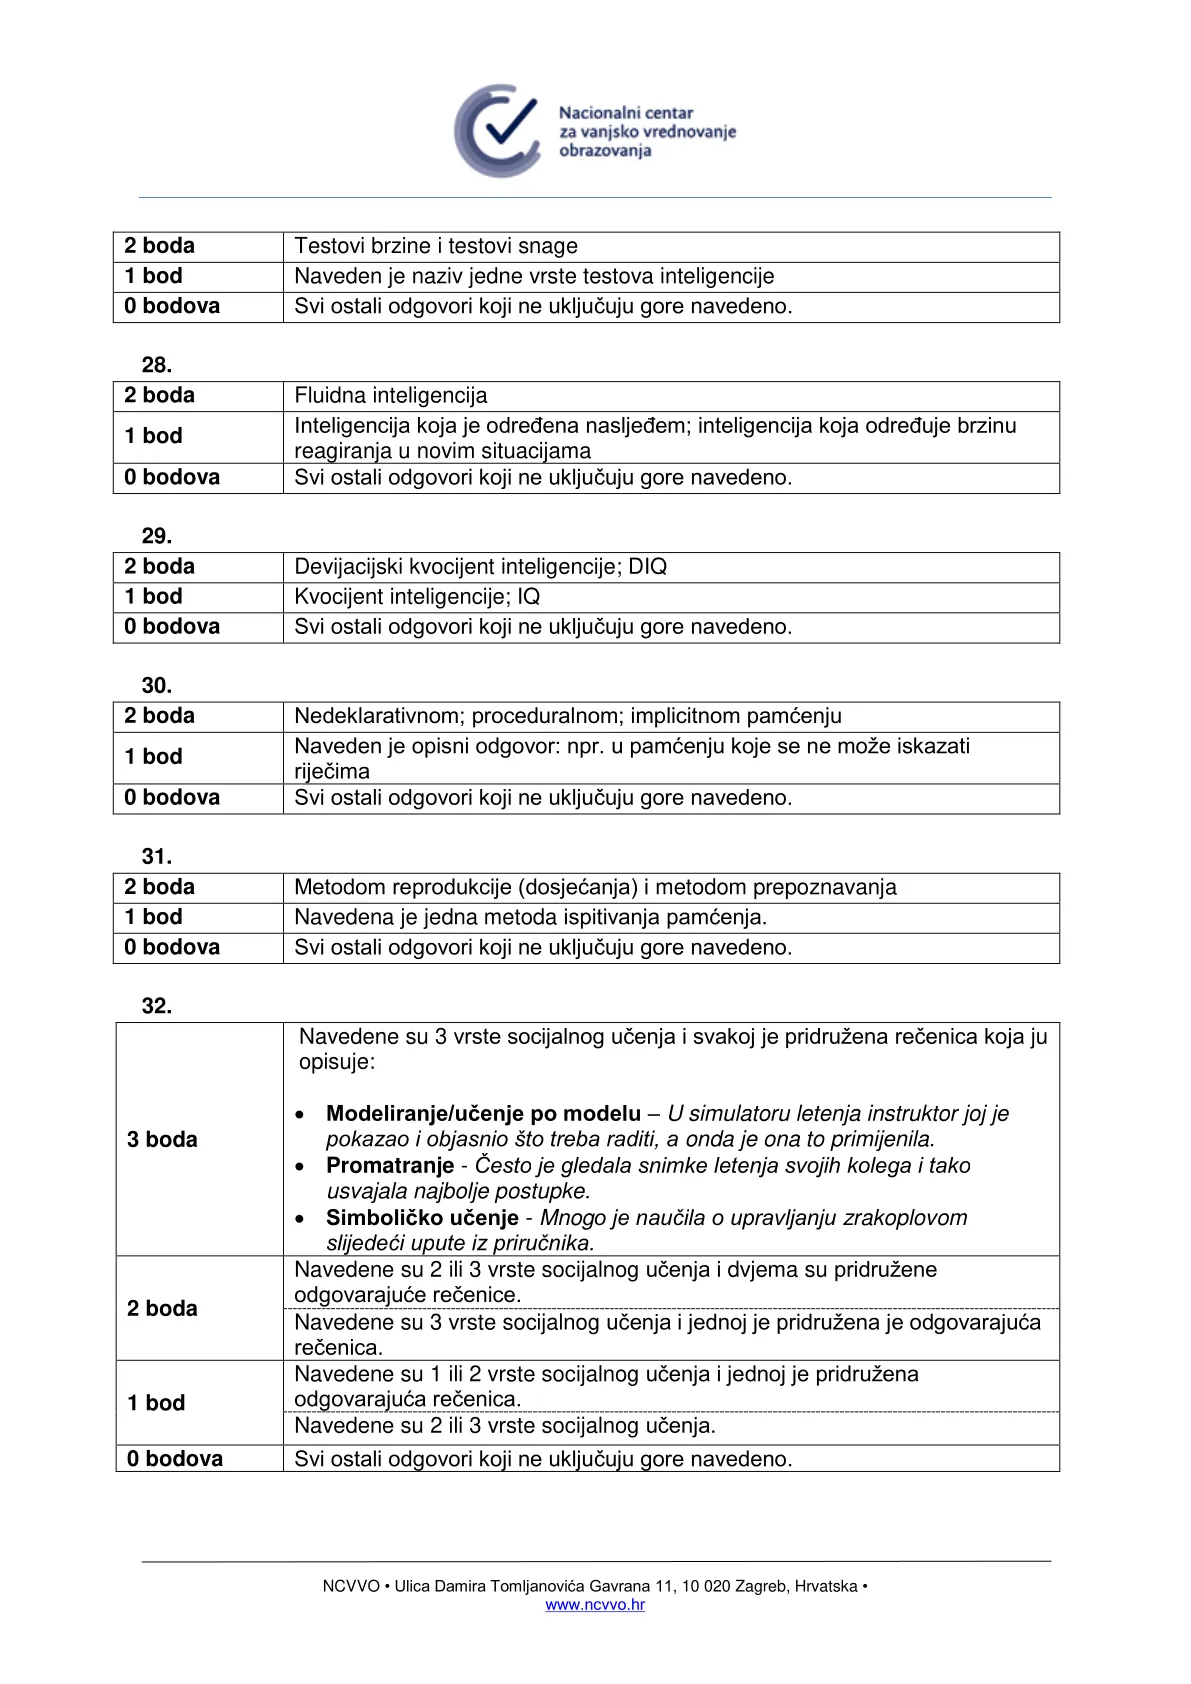 Nacionalni centar
za vanjsko vrednovanje
obrazovanja
2 boda Testovi brzine i testovi snage
1 bod Naveden je naziv jedne vrste testova inteligencije
0 bodova Svi ostali odgovori koji ne uključuju gore navedeno.
28.
2 boda Fluidna inteligencija
1 bod Inteligencija koja je određena nasljeđem; inteligencija koja određuje brzinu
reagiranja u novim situacijama
0 bodova Svi ostali odgovori koji ne uključuju gore navedeno.
29.
2 boda Devijacijski kvocijent inteligencije; DIQ
1 bod Kvocijent inteligencije; IQ
0 bodova Svi ostali odgovori koji ne uključuju gore navedeno.
30.
2 boda Nedeklarativnom; proceduralnom; implicitnom pamćenju
1 bod Naveden je opisni odgovor: npr. u pamćenju koje se ne može iskazati
riječima
0 bodova Svi ostali odgovori koji ne uključuju gore navedeno.
31.
2 boda Metodom reprodukcije (dosjećanja) i metodom prepoznavanja
1 bod Navedena je jedna metoda ispitivanja pamćenja.
0 bodova Svi ostali odgovori koji ne uključuju gore navedeno.
32.
3 boda Navedene su 3 vrste socijalnog učenja i svakoj je pridružena rečenica koja ju
opisuje:
• Modeliranje/učenje po modelu – U simulatoru letenja instruktor joj je
pokazao i objasnio što treba raditi, a onda je ona to primijenila.
• Promatranje - Često je gledala snimke letenja svojih kolega i tako
usvajala najbolje postupke.
• Simboličko učenje - Mnogo je naučila o upravljanju zrakoplovom
slijedeći upute iz priručnika.
2 boda Navedene su 2 ili 3 vrste socijalnog učenja i dvjema su pridružene
odgovarajuće rečenice.
Navedene su 3 vrste socijalnog učenja i jednoj je pridružena je odgovarajuća
rečenica.
1 bod Navedene su 1 ili 2 vrste socijalnog učenja i jednoj je pridružena
odgovarajuća rečenica.
Navedene su 2 ili 3 vrste socijalnog učenja.
0 bodova Svi ostali odgovori koji ne uključuju gore navedeno.
NCVVO • Ulica Damira Tomljanovića Gavrana 11, 10 020 Zagreb, Hrvatska •
www.ncvvo.hr